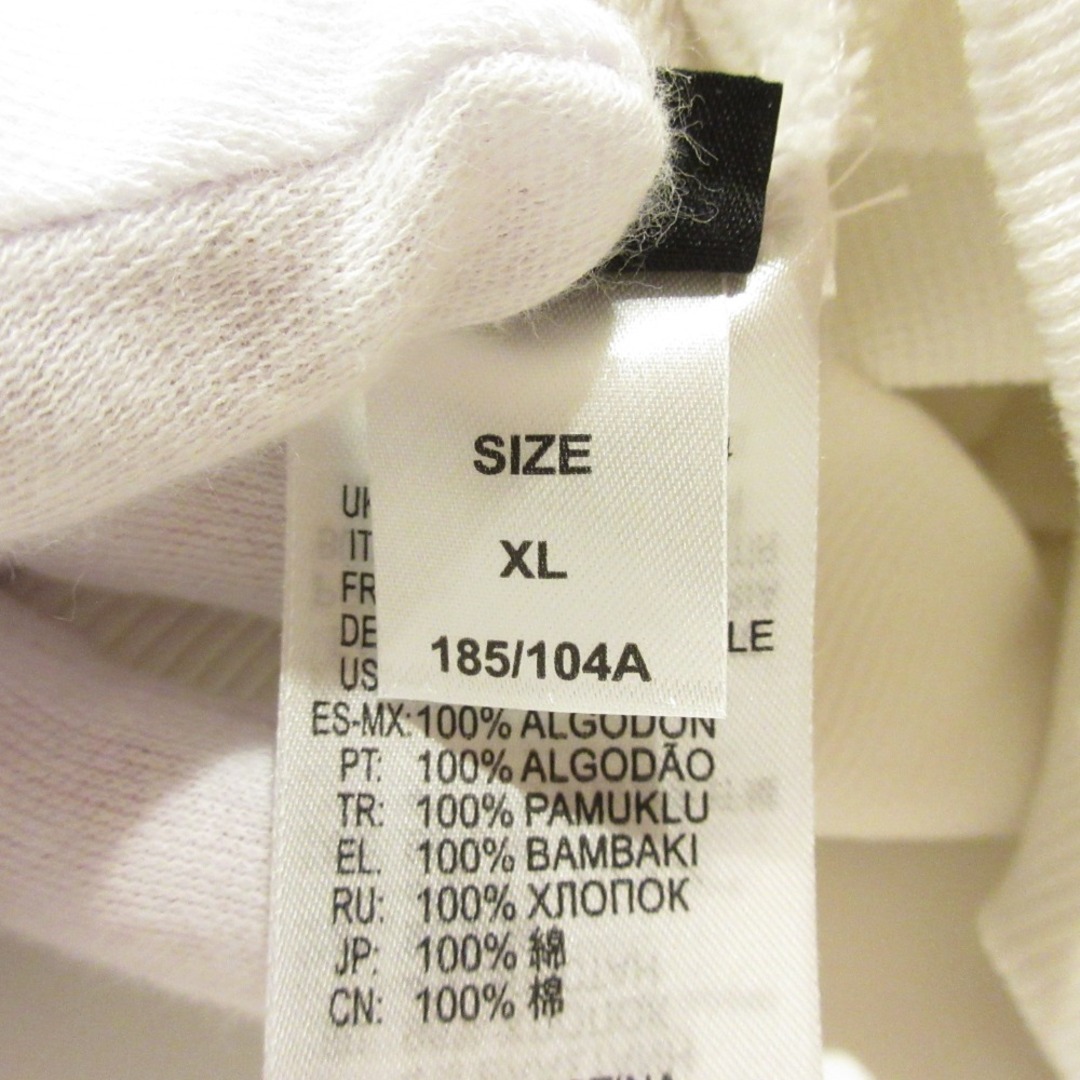 SIZE
XL
185/104A
UK
IT
FR
DE
US
LE
ES-MX: 100% ALGODÓN
PT: 100% ALGODÃO
TR: 100% PAMUKLU
EL: 100% BAMBAKI
RU: 100% ХЛОПОК
JP: 100% 綿
CN: 100% 棉